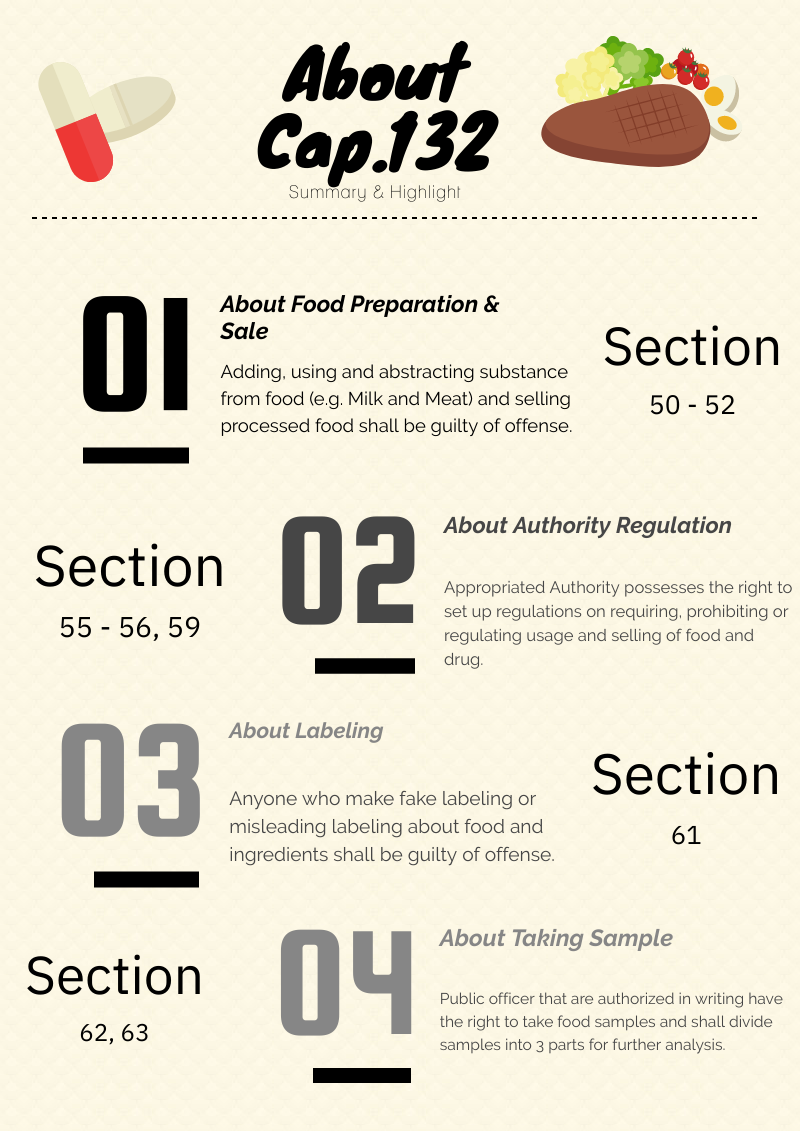 About
Cap.132
Summary & Highlight
01
About Food Preparation &
Sale
Adding, using and abstracting substance
from food (e.g. Milk and Meat) and selling
processed food shall be guilty of offense.
Section
50 - 52
Section
55 - 56, 59
02
About Authority Regulation
Appropriated Authority possesses the right to
set up regulations on requiring, prohibiting or
regulating usage and selling of food and
drug.
03
About Labeling
Anyone who make fake labeling or
misleading labeling about food and
ingredients shall be guilty of offense.
Section
61
Section
62, 63
04
About Taking Sample
Public officer that are authorized in writing have
the right to take food samples and shall divide
samples into 3 parts for further analysis.